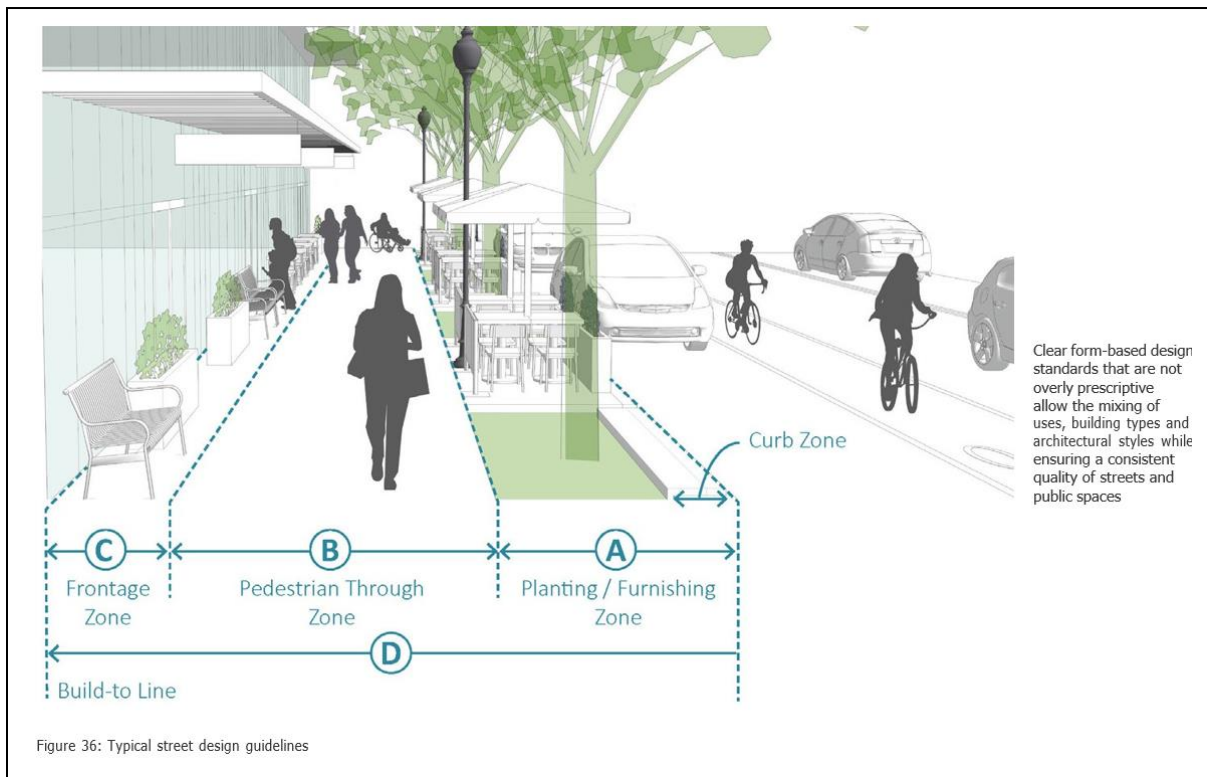 Clear form-based design
standards that are not
overly prescriptive
allow the mixing of
uses, building types and
architectural styles while
ensuring a consistent
quality of streets and
public spaces
Curb Zone
C
B
A
Frontage
Zone
Pedestrian Through
Zone
Planting / Furnishing
Zone
D
Build-to Line
Figure 36: Typical street design guidelines